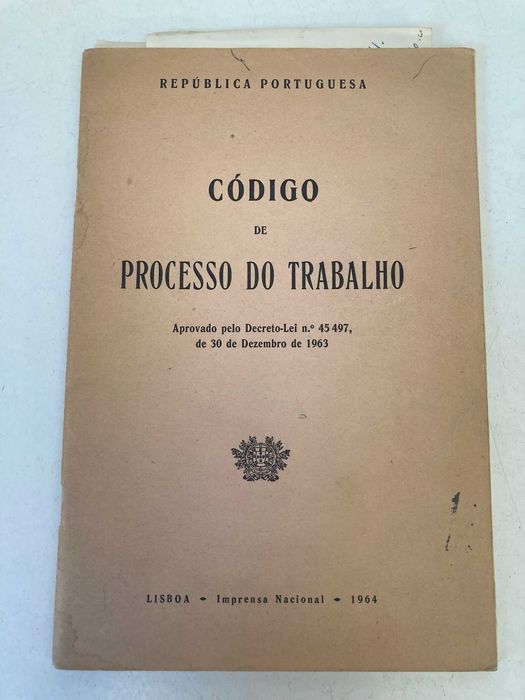 REPÚBLICA PORTUGUESA
CÓDIGO
DE
PROCESSO DO TRABALHO
Aprovado pelo Decreto-Lei n.º 45 497,
de 30 de Dezembro de 1963
LISBOA • Imprensa Nacional • 1964